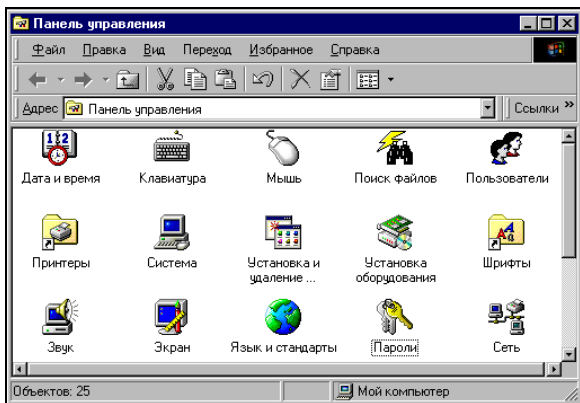 Панель управления
Файл Правка Вид Переход Избранное Справка
Адрес Панель управления Ссылки »
Дата и время Клавиатура Мышь Поиск файлов Пользователи
Принтеры Система Установка и удаление ... Установка оборудования Шрифты
Звук Экран Язык и стандарты Пароли Сеть
Объектов: 25 Мой компьютер